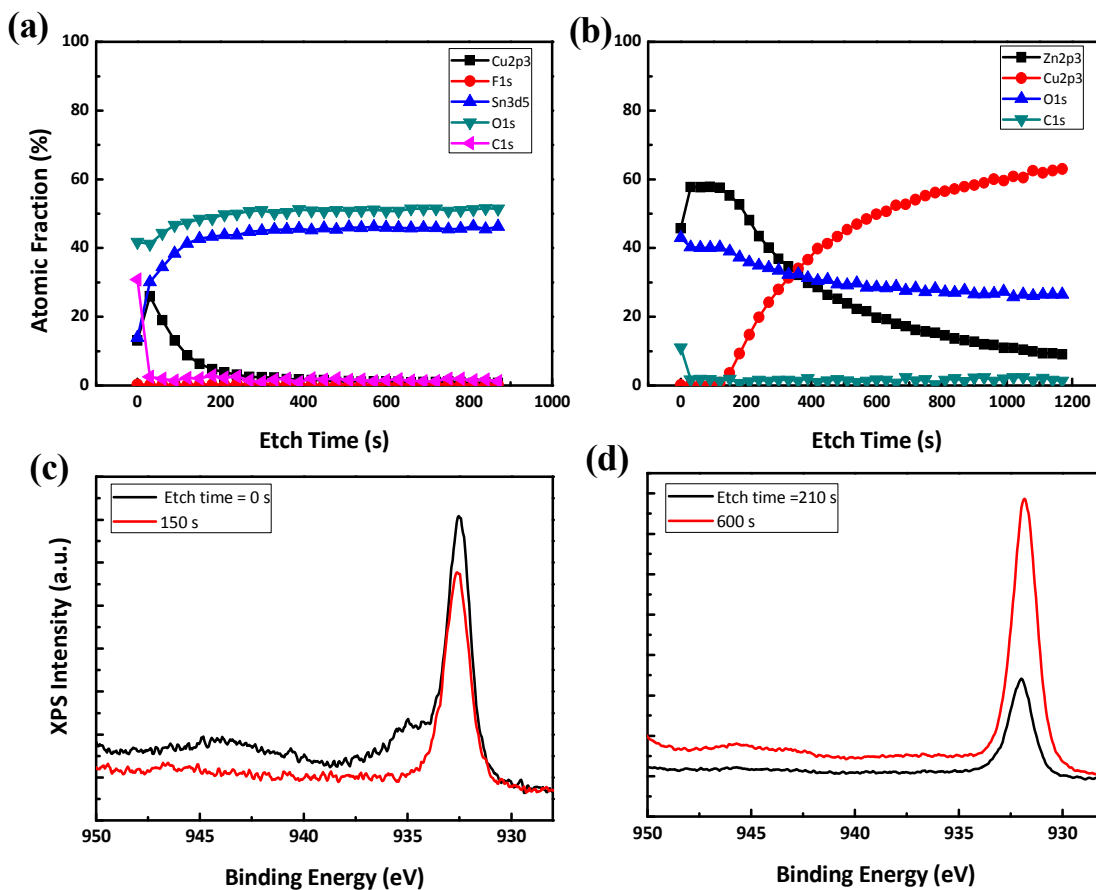 (a)
100
80
60
40
20
0
Atomic Fraction (%)
0 200 400 600 800 1000
Etch Time (s)
Cu2p3
F1s
Sn3d5
O1s
C1s
(b)
100
80
60
40
20
0
0 200 400 600 800 1000 1200
Etch Time (s)
Zn2p3
Cu2p3
O1s
C1s
(c)
Etch time = 0 s
150 s
XPS Intensity (a.u.)
950 945 940 935 930
Binding Energy (eV)
(d)
Etch time =210 s
600 s
950 945 940 935 930
Binding Energy (eV)